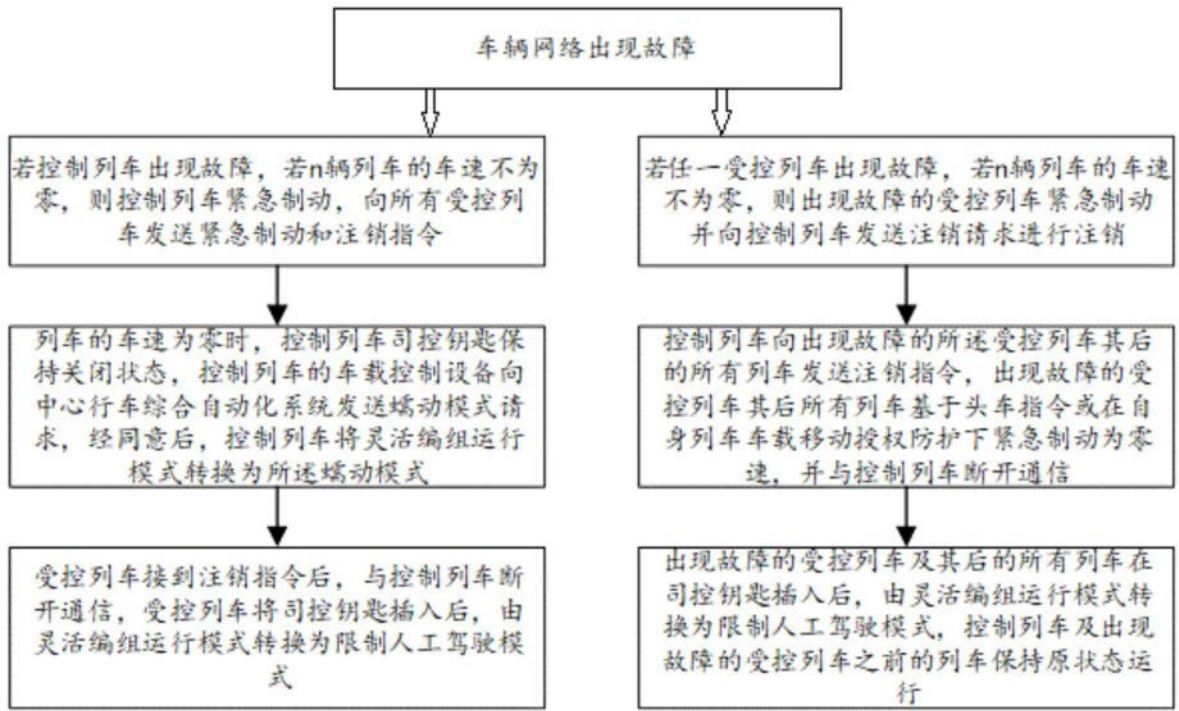 车辆网络出现故障
若控制列车出现故障，若n辆列车的车速不为
零，则控制列车紧急制动，向所有受控列
车发送紧急制动和注销指令
列车的车速为零时，控制列车司控钥匙保
持关闭状态，控制列车的车载控制设备向
中心行车综合自动化系统发送蠕动模式请
求，经同意后，控制列车将灵活编组运行
模式转换为所述蠕动模式
受控列车接到注销指令后，与控制列车断
开通信，受控列车将司控钥匙插入后，由
灵活编组运行模式转换为限制人工驾驶模
式
若任一受控列车出现故障，若n辆列车的车速
不为零，则出现故障的受控列车紧急制动
并向控制列车发送注销请求进行注销
控制列车向出现故障的所述受控列车其后
的所有列车发送注销指令，出现故障的受
控列车其后所有列车基于头车指令或在自
身列车车载移动授权防护下紧急制动为零
速，并与控制列车断开通信
出现故障的受控列车及其后的所有列车在
司控钥匙插入后，由灵活编组运行模式转
换为限制人工驾驶模式，控制列车及出现
故障的受控列车之前的列车保持原状态运
行